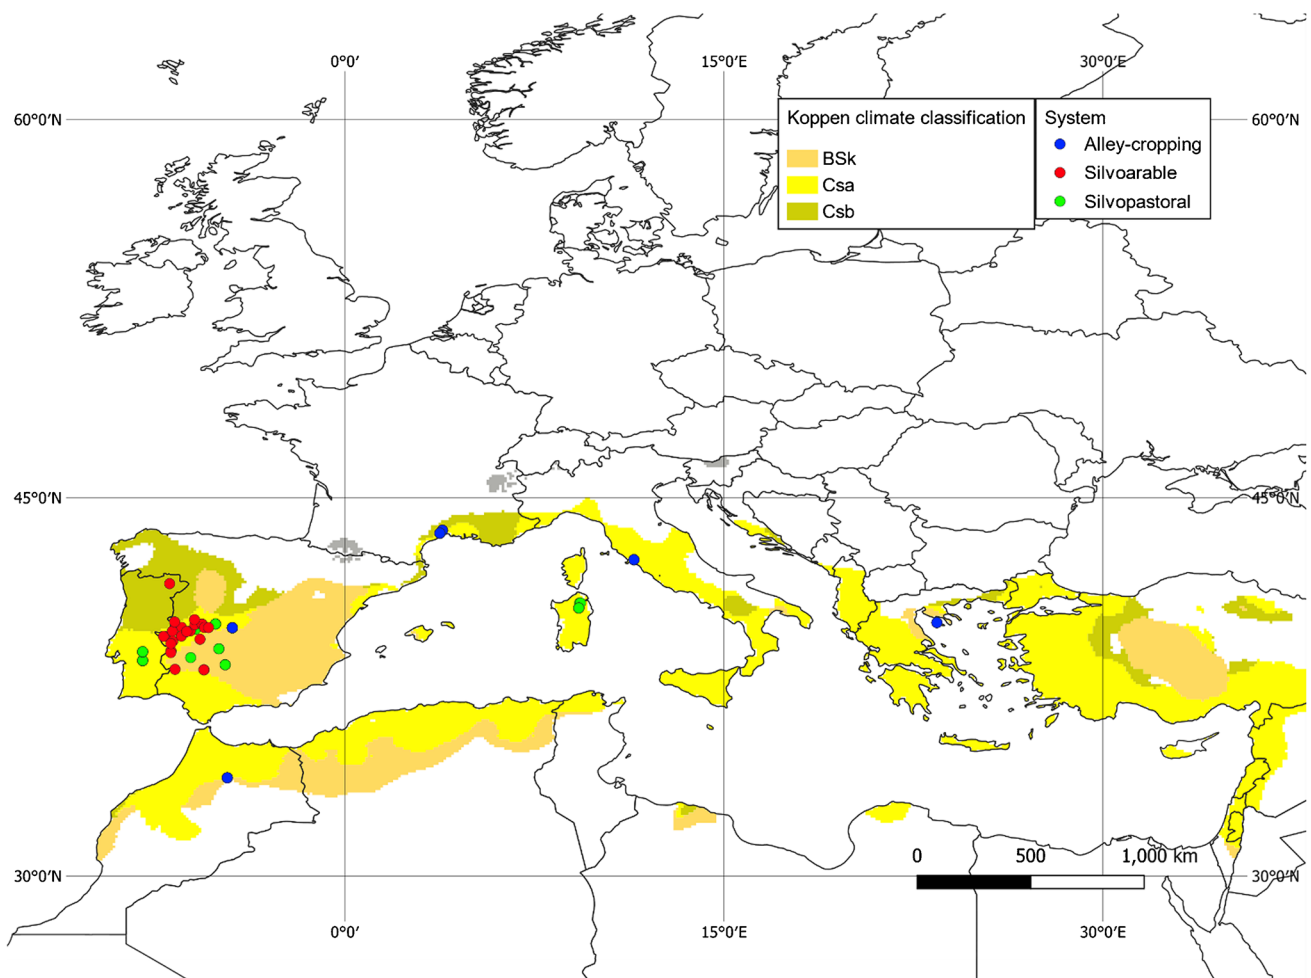 0°0′ 15°0′E 30°0′E
60°0′N 60°0′N
Koppen climate classification
BSk
Csa
Csb
System
Alley-cropping
Silvoarable
Silvopastoral
45°0′N 45°0′N
0 500 1,000 km
30°0′N 30°0′N
0°0′ 15°0′E 30°0′E